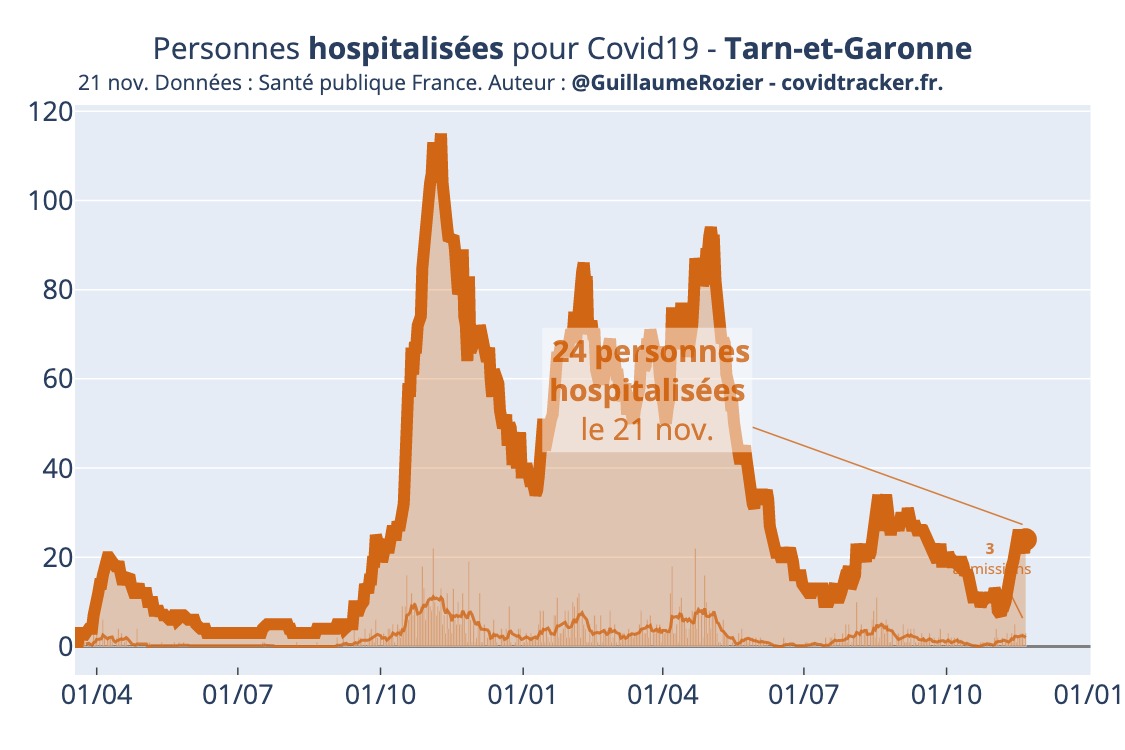 Personnes hospitalisées pour Covid19 - Tarn-et-Garonne
21 nov. Données : Santé publique France. Auteur : @GuillaumeRozier - covidtracker.fr.
120
100
80
60
40
20
0
24 personnes
hospitalisées
le 21 nov.
3
admissions
01/04
01/07
01/10
01/01
01/04
01/07
01/10
01/01